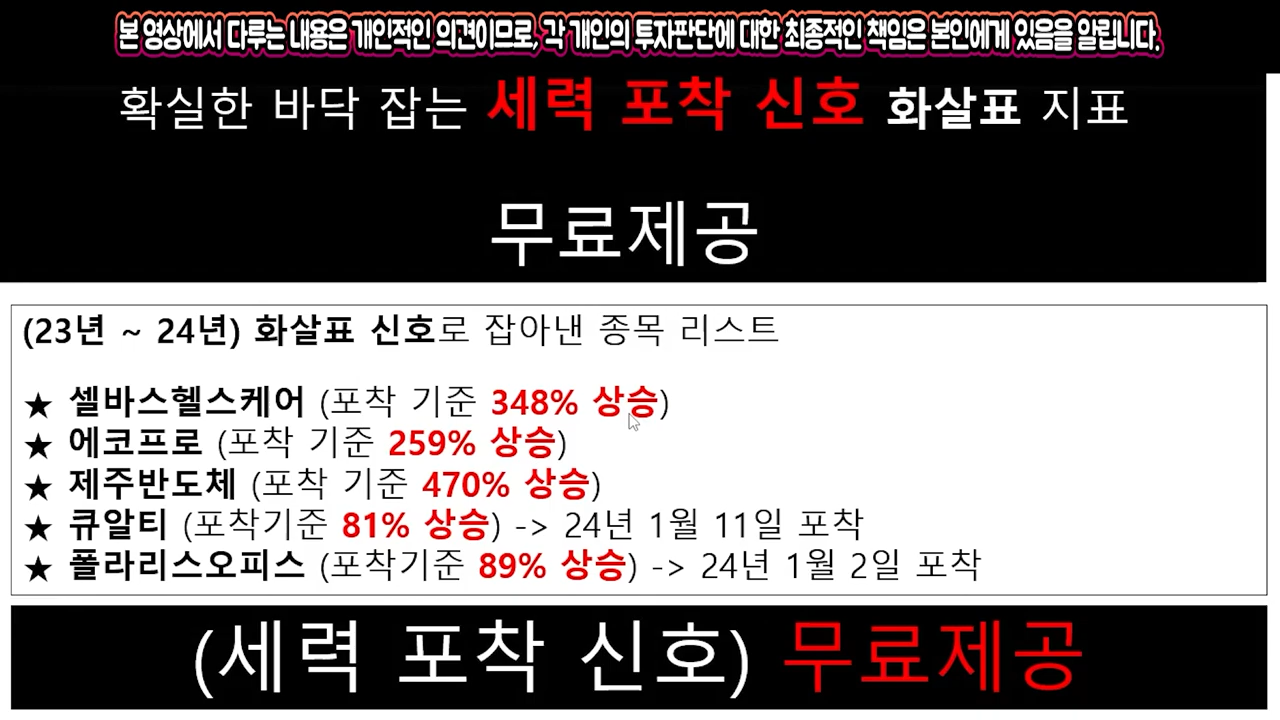 본 영상에서 다루는 내용은 개인적인 의견이므로, 각 개인의 투자판단에 대한 최종적인 책임은 본인에게 있음을 알립니다.
확실한 바닥 잡는 세력 포착 신호 화살표 지표
무료제공
(23년 ~ 24년) 화살표 신호로 잡아낸 종목 리스트
★ 셀바스헬스케어 (포착 기준 348% 상승)
★ 에코프로 (포착 기준 259% 상승)
★ 제주반도체 (포착 기준 470% 상승)
★ 큐알티 (포착기준 81% 상승) -> 24년 1월 11일 포착
★ 폴라리스오피스 (포착기준 89% 상승) -> 24년 1월 2일 포착
(세력 포착 신호) 무료제공